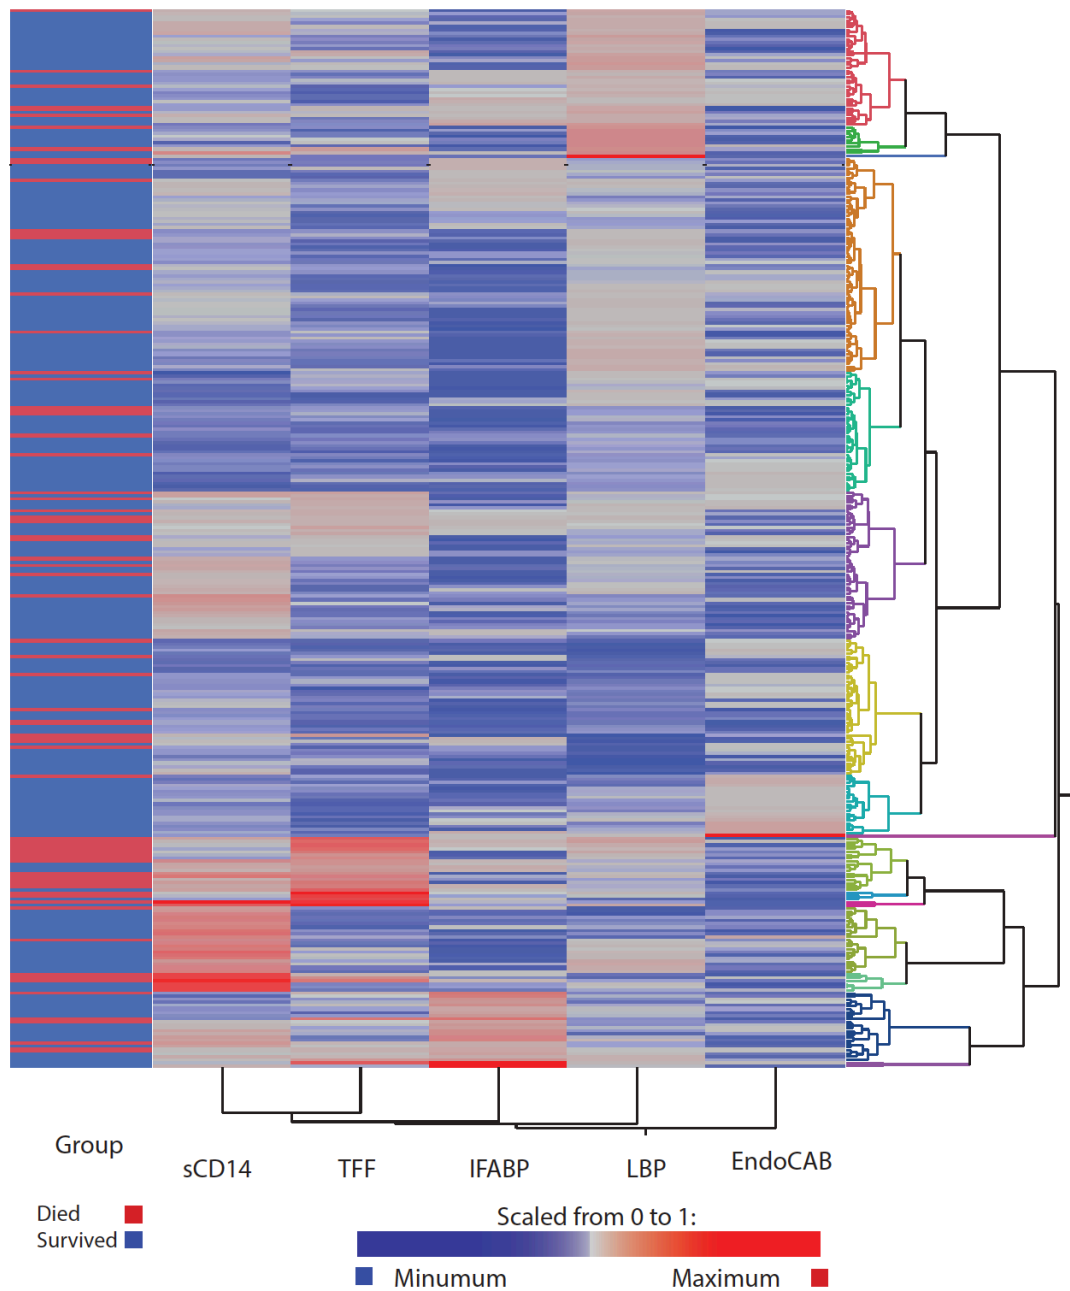 Group
sCD14
TFF
IFABP
LBP
EndoCAB
Died
Survived
Scaled from 0 to 1:
Minumum
Maximum